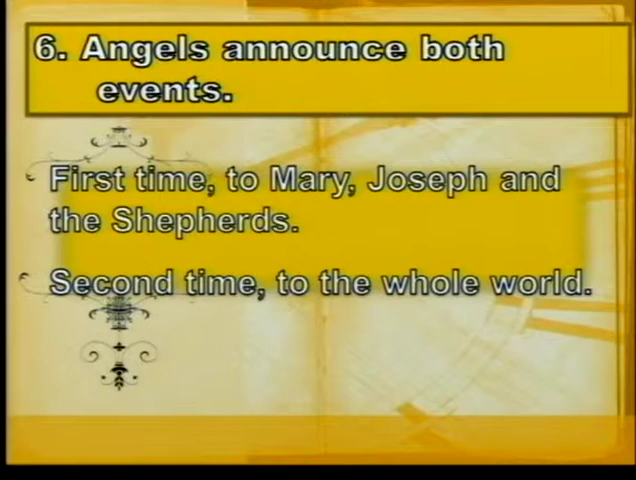 6. Angels announce both
events.
First time, to Mary, Joseph and
the Shepherds.
Second time, to the whole world.